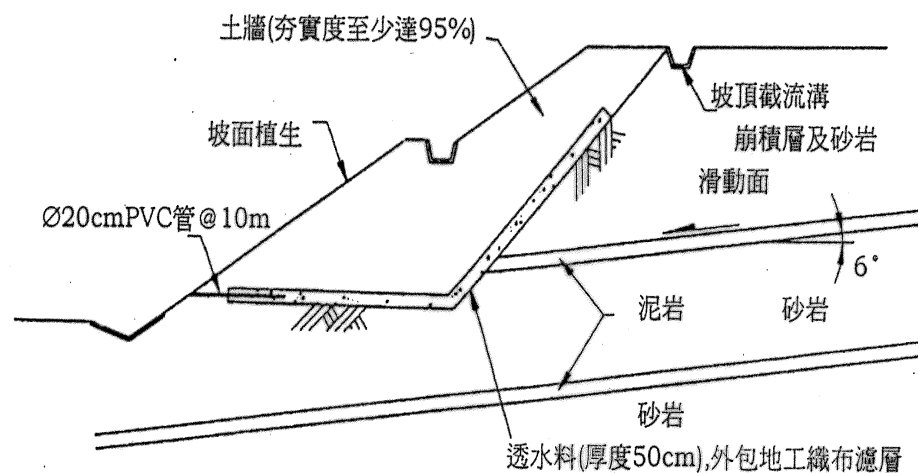 土牆(夯實度至少達95%)
坡頂截流溝
坡面植生
崩積層及砂岩
滑動面
Ø20cmPVC管@10m
6°
泥岩
砂岩
砂岩
透水料(厚度50cm),外包地工織布濾層